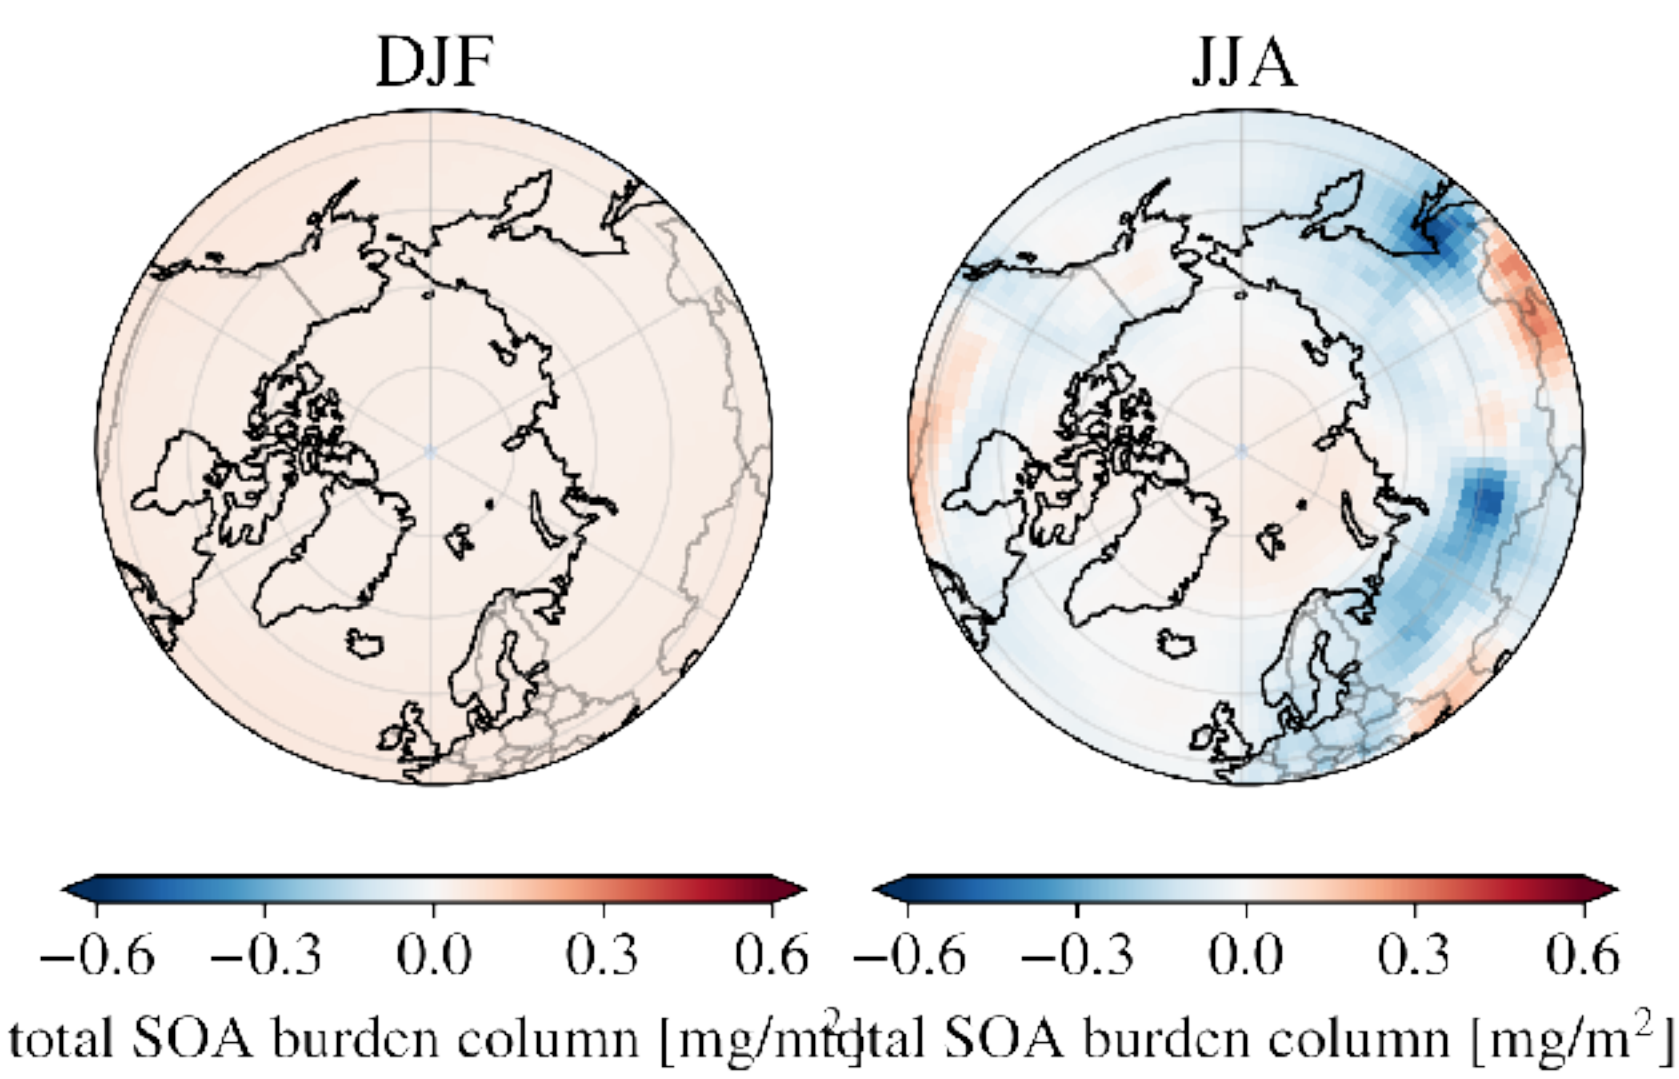 DJF JJA
−0.6 −0.3 0.0 0.3 0.6 −0.6 −0.3 0.0 0.3 0.6
total SOA burden column [mg/m²] total SOA burden column [mg/m²]